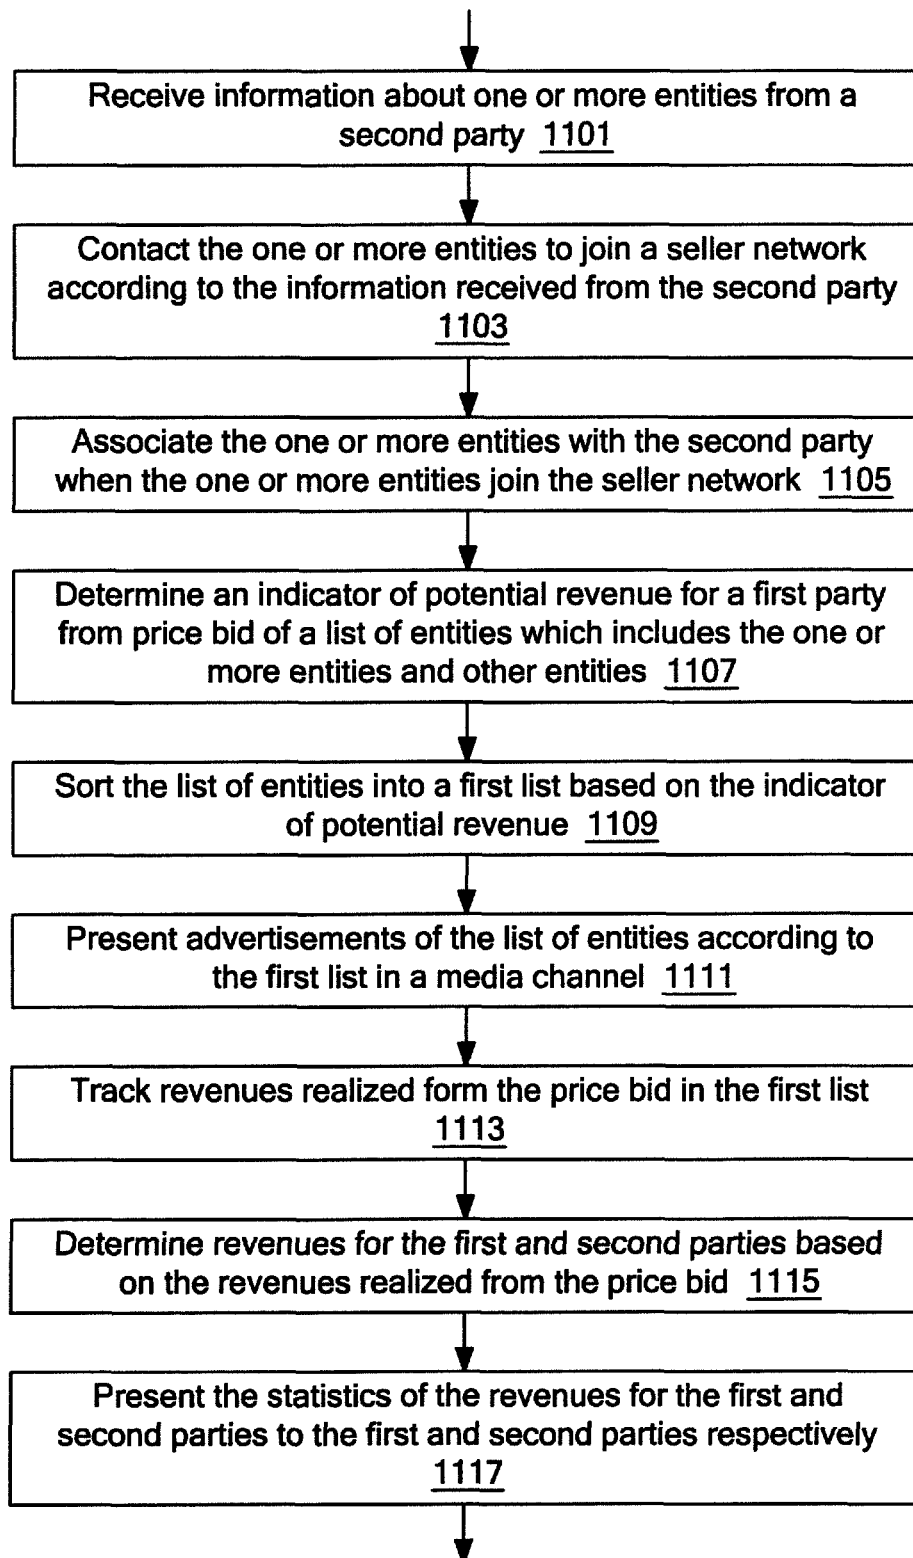 Receive information about one or more entities from a
second party 1101
Contact the one or more entities to join a seller network
according to the information received from the second party
1103
Associate the one or more entities with the second party
when the one or more entities join the seller network 1105
Determine an indicator of potential revenue for a first party
from price bid of a list of entities which includes the one or
more entities and other entities 1107
Sort the list of entities into a first list based on the indicator
of potential revenue 1109
Present advertisements of the list of entities according to
the first list in a media channel 1111
Track revenues realized form the price bid in the first list
1113
Determine revenues for the first and second parties based
on the revenues realized from the price bid 1115
Present the statistics of the revenues for the first and
second parties to the first and second parties respectively
1117